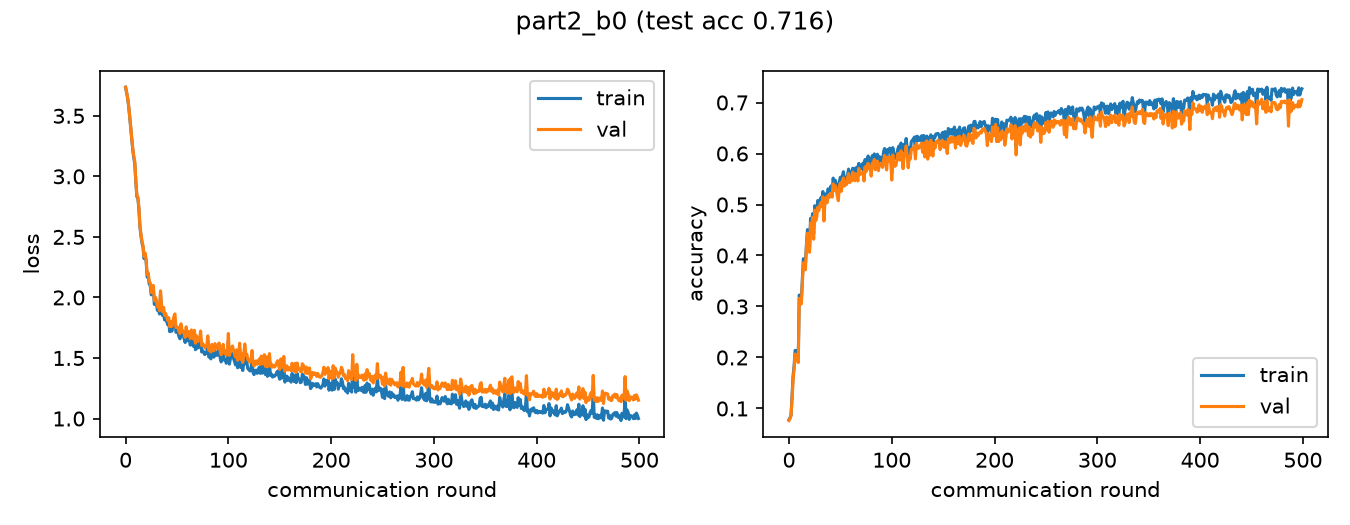 part2_b0 (test acc 0.716)
loss
3.5
3.0
2.5
2.0
1.5
1.0
0
100
200
300
400
500
communication round
train
val
accuracy
0.7
0.6
0.5
0.4
0.3
0.2
0.1
0
100
200
300
400
500
communication round
train
val